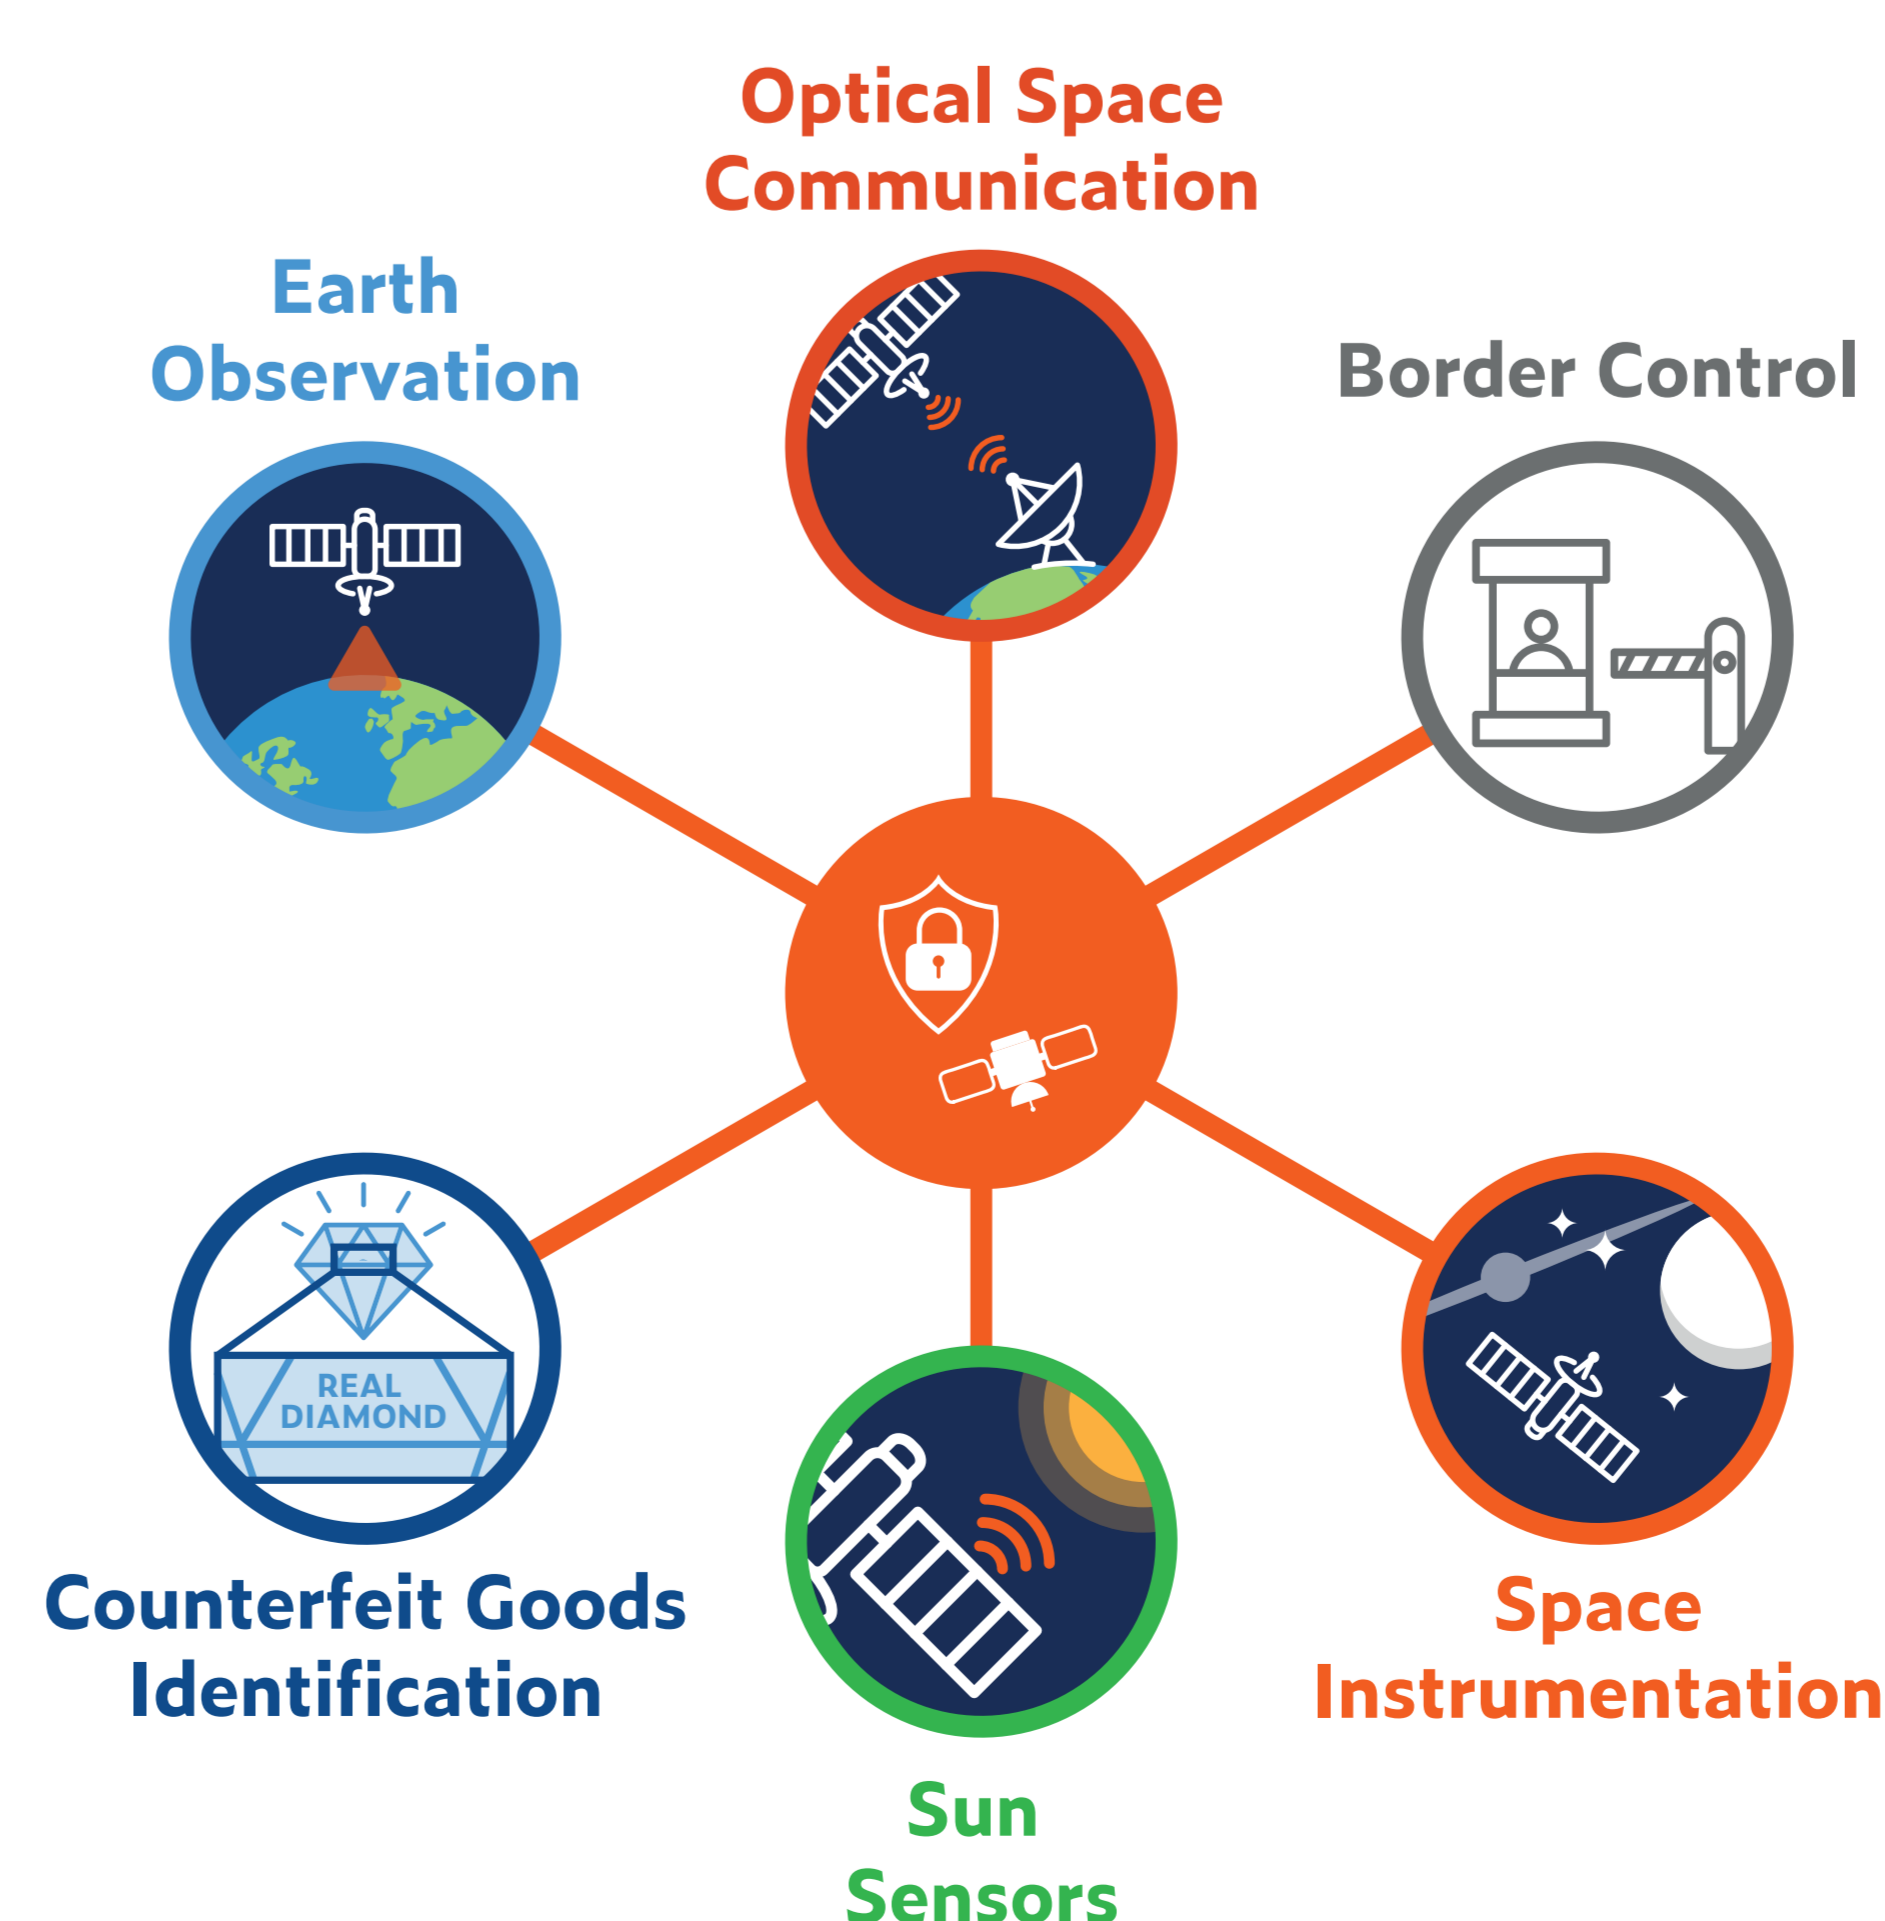 Optical Space
Communication
Earth
Observation
Border Control
REAL
DIAMOND
Counterfeit Goods
Identification
Space
Instrumentation
Sun
Sensors